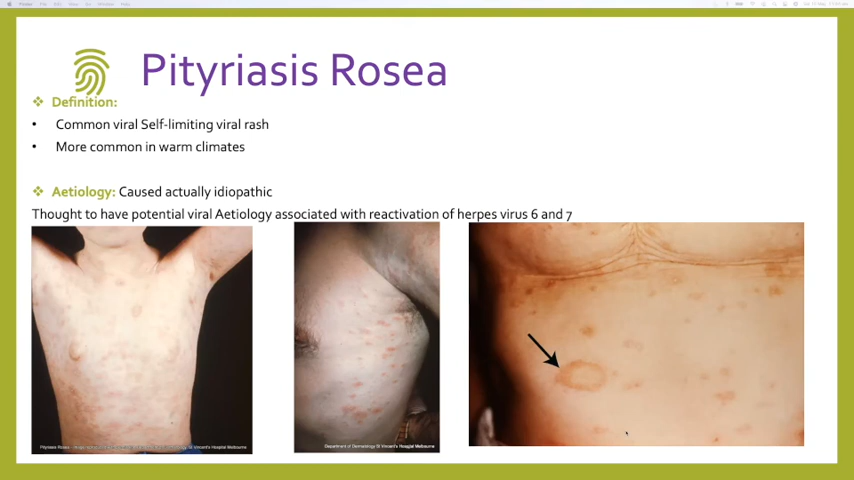 Pityriasis Rosea
❖ Definition:
• Common viral Self-limiting viral rash
• More common in warm climates
❖ Aetiology: Caused actually idiopathic
Thought to have potential viral Aetiology associated with reactivation of herpes virus 6 and 7
Department of Dermatology St Vincent's Hospital Melbourne